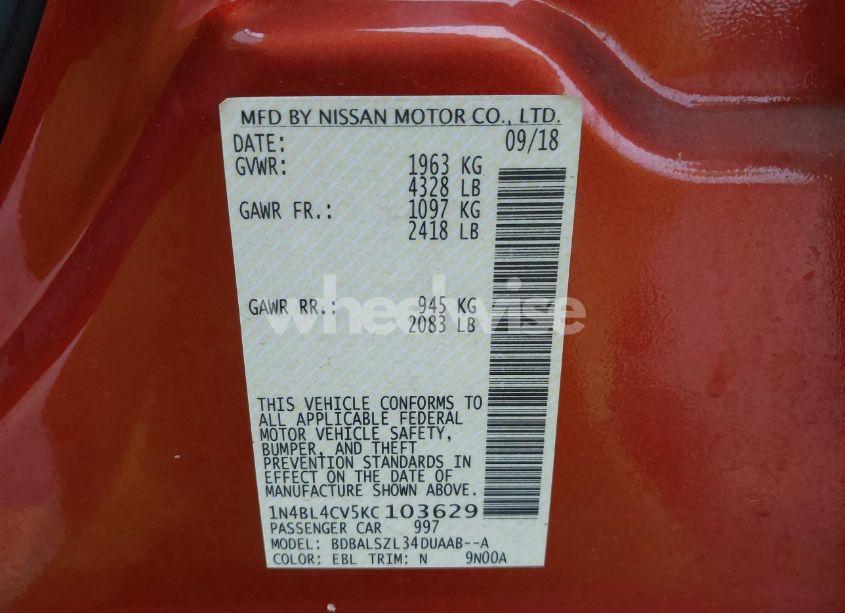 MFD BY NISSAN MOTOR CO., LTD.
DATE: 09/18
GVWR: 1963 KG
4328 LB
GAWR FR.: 1097 KG
2418 LB
GAWR RR.: 945 KG
2083 LB
wheelwise
THIS VEHICLE CONFORMS TO
ALL APPLICABLE FEDERAL
MOTOR VEHICLE SAFETY,
BUMPER, AND THEFT
PREVENTION STANDARDS IN
EFFECT ON THE DATE OF
MANUFACTURE SHOWN ABOVE.
1N4BL4CV5KC103629
PASSENGER CAR 997
MODEL: BDBALSZL34DUAAB--A
COLOR: EBL TRIM: N 9N00A